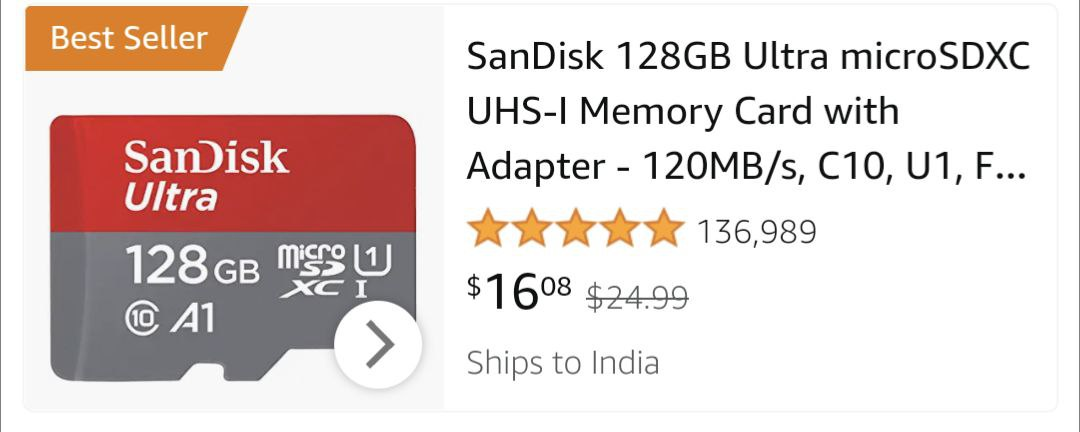 Best Seller
SanDisk
Ultra
128GB
micro
SD
XC I
U1
10 A1
SanDisk 128GB Ultra microSDXC
UHS-I Memory Card with
Adapter - 120MB/s, C10, U1, F...
136,989
$1608 $24.99
Ships to India